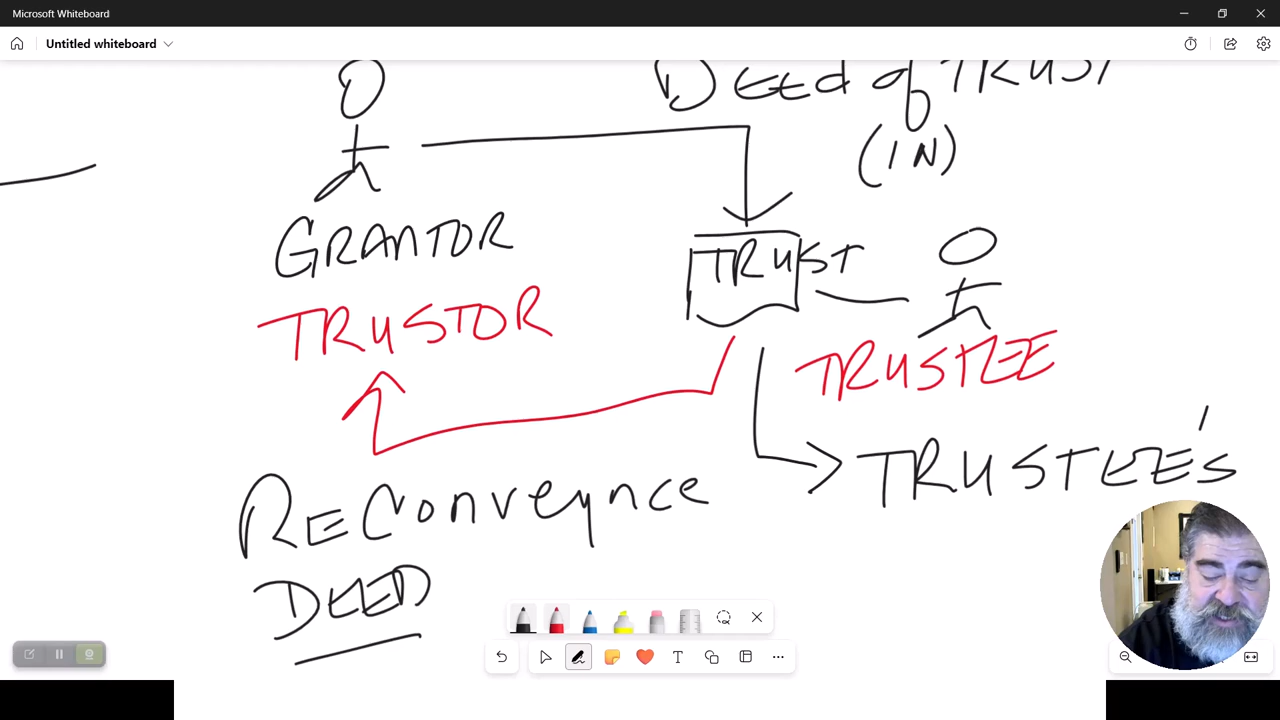 Microsoft Whiteboard
Untitled whiteboard
DEEd of TRUST
(IN)
GRANTOR
TRUST
TRUSTOR
TRUSTEE
TRUSTEE'S
REConveynce
DEED